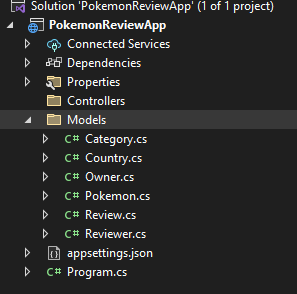 Solution 'PokemonReviewApp' (1 of 1 project)
PokemonReviewApp
Connected Services
Dependencies
Properties
Controllers
Models
C# Category.cs
C# Country.cs
C# Owner.cs
C# Pokemon.cs
C# Review.cs
C# Reviewer.cs
appsettings.json
C# Program.cs